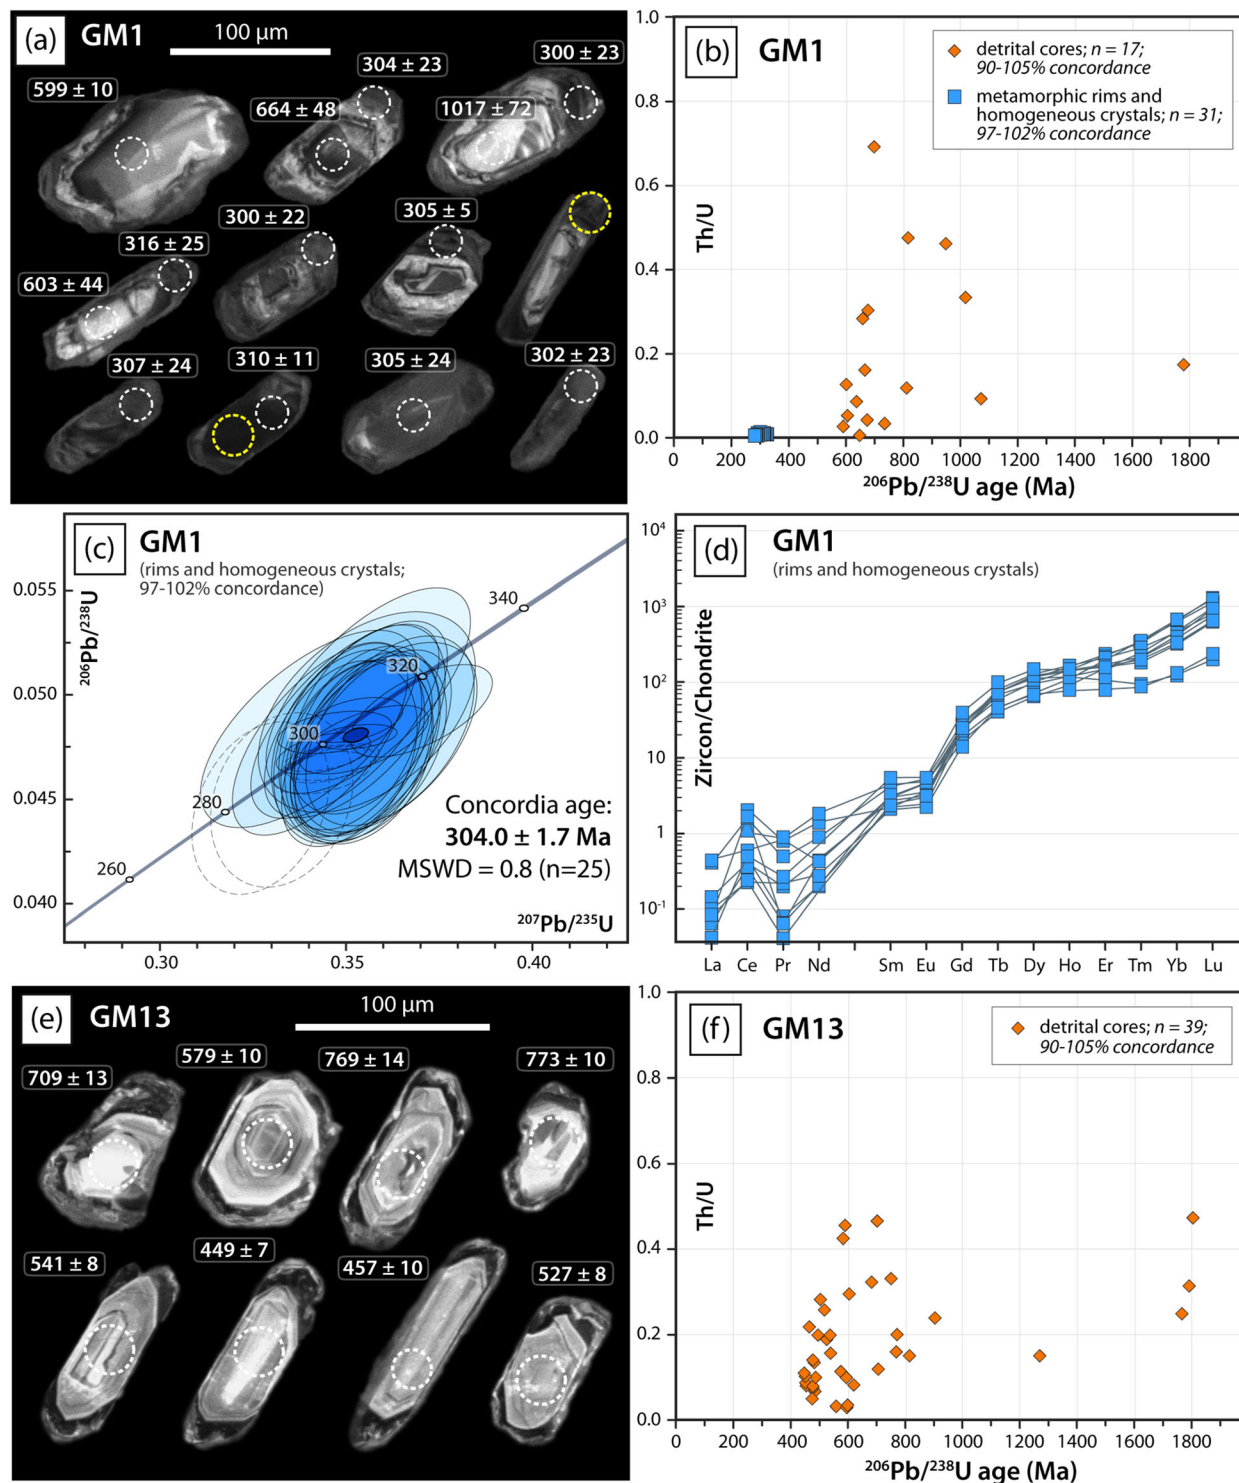 (a) GM1
100 µm
599 ± 10
664 ± 48
304 ± 23
1017 ± 72
300 ± 23
316 ± 25
603 ± 44
300 ± 22
305 ± 5
307 ± 24
310 ± 11
305 ± 24
302 ± 23
(b) GM1
detrital cores; n = 17;
90-105% concordance
metamorphic rims and
homogeneous crystals; n = 31;
97-102% concordance
Th/U
1.0
0.8
0.6
0.4
0.2
0.0
0 200 400 600 800 1000 1200 1400 1600 1800
²⁰⁶Pb/²³⁸U age (Ma)
(c) GM1
(rims and homogeneous crystals;
97-102% concordance)
²⁰⁶Pb/²³⁸U
0.055
0.050
0.045
0.040
340
320
300
280
260
Concordia age:
304.0 ± 1.7 Ma
MSWD = 0.8 (n=25)
²⁰⁷Pb/²³⁵U
0.30 0.35 0.40
(d) GM1
(rims and homogeneous crystals)
Zircon/Chondrite
10⁴
10³
10²
10
1
10⁻¹
La Ce Pr Nd Sm Eu Gd Tb Dy Ho Er Tm Yb Lu
(e) GM13
100 µm
709 ± 13
579 ± 10
769 ± 14
773 ± 10
541 ± 8
449 ± 7
457 ± 10
527 ± 8
(f) GM13
detrital cores; n = 39;
90-105% concordance
Th/U
1.0
0.8
0.6
0.4
0.2
0.0
0 200 400 600 800 1000 1200 1400 1600 1800
²⁰⁶Pb/²³⁸U age (Ma)